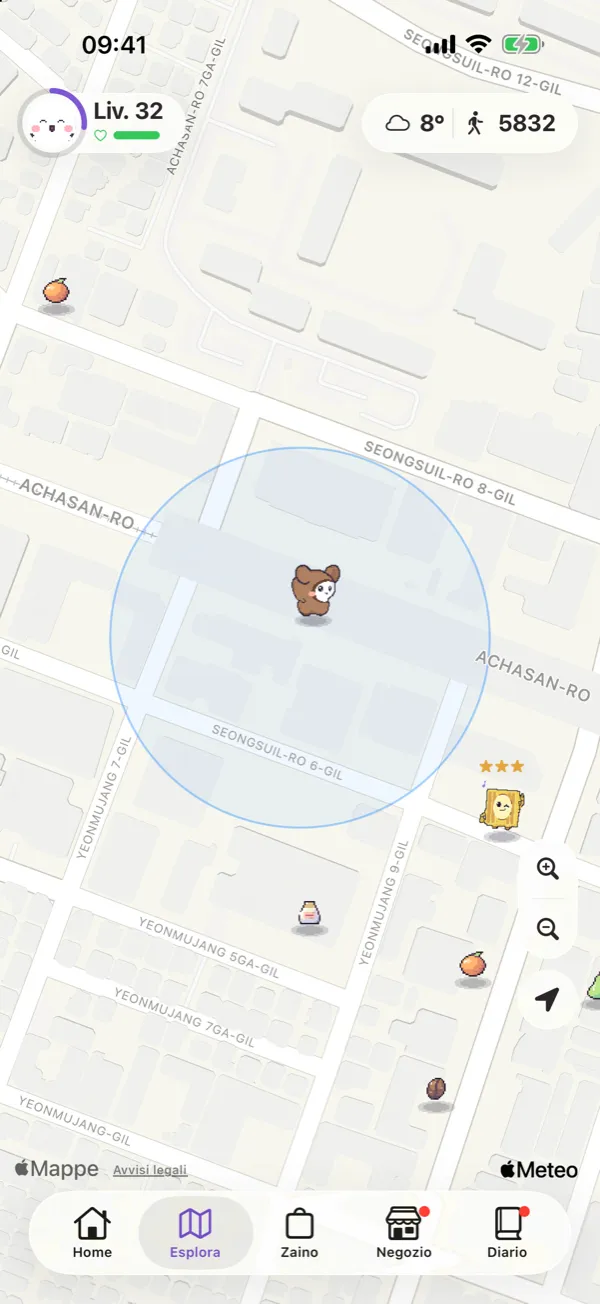 09:41
SEONGSUIL-RO 12-GIL
Liv. 32
8°
5832
ACHASAN-RO 7GA-GIL
SEONGSUIL-RO 8-GIL
ACHASAN-RO
GIL
ACHASAN-RO
SEONGSUIL-RO 6-GIL
YEONMUJANG 7-GIL
YEONMUJANG 9-GIL
YEONMUJANG 5GA-GIL
YEONMUJANG 7GA-GIL
YEONMUJANG-GIL
Mappe
Avvisi legali
Meteo
Home
Esplora
Zaino
Negozio
Diario